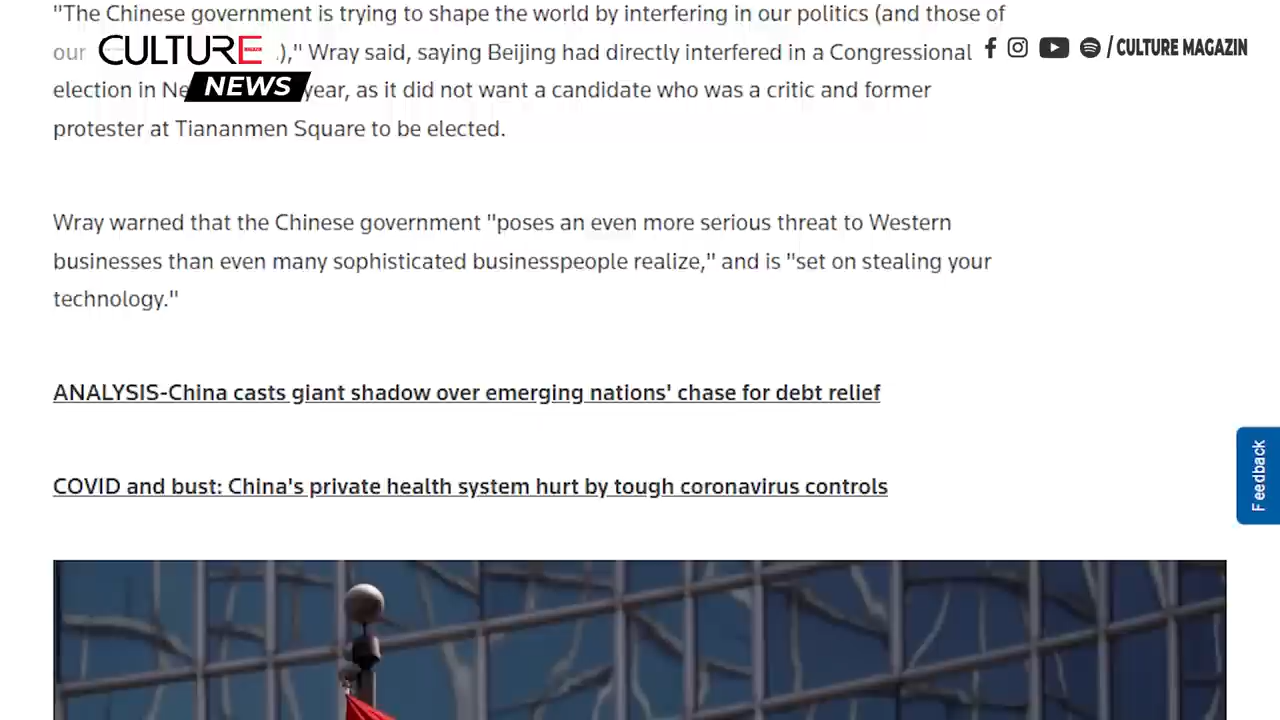 "The Chinese government is trying to shape the world by interfering in our politics (and those of
our ),," Wray said, saying Beijing had directly interfered in a Congressional
election in Ne year, as it did not want a candidate who was a critic and former
protester at Tiananmen Square to be elected.
CULTURE
NEWS
/ CULTURE MAGAZIN
Wray warned that the Chinese government "poses an even more serious threat to Western
businesses than even many sophisticated businesspeople realize," and is "set on stealing your
technology."
ANALYSIS-China casts giant shadow over emerging nations' chase for debt relief
COVID and bust: China's private health system hurt by tough coronavirus controls
Feedback